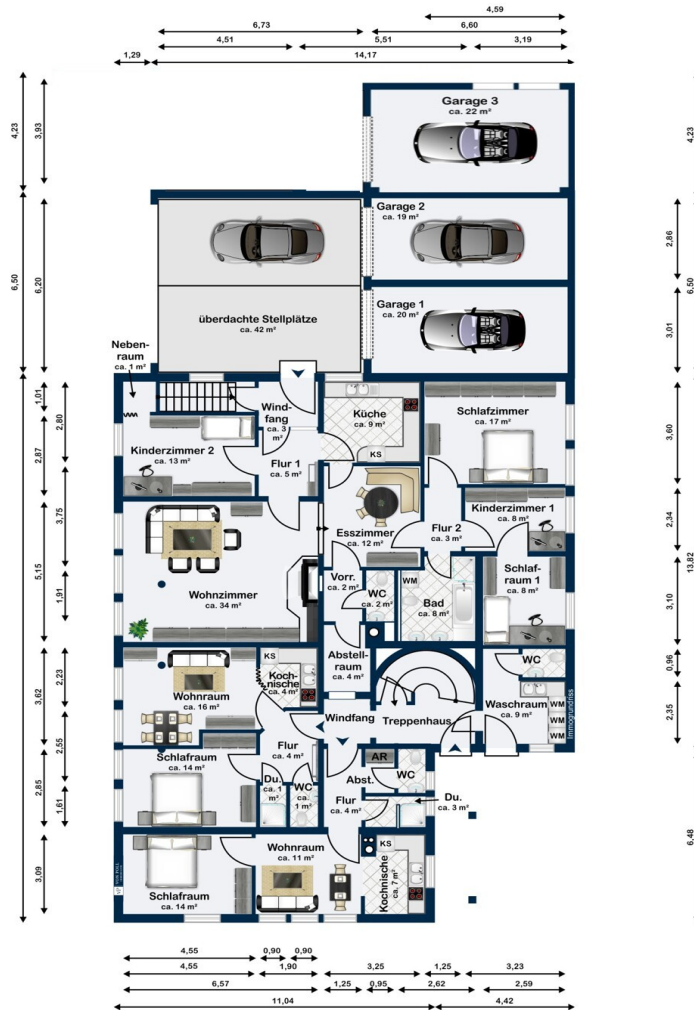 4,59
6,73
6,60
4,51
5,51
3,19
1,29
14,17
4,23
3,93
4,23
Garage 3
ca. 22 m²
Garage 2
ca. 19 m²
2,86
6,50
6,20
6,50
Garage 1
ca. 20 m²
3,01
überdachte Stellplätze
ca. 42 m²
Neben-
raum
ca. 1 m²
1,01
2,80
Wind-
fang
ca. 3
m²
Küche
ca. 9 m²
KS
Schlafzimmer
ca. 17 m²
3,60
2,87
Kinderzimmer 2
ca. 13 m²
Flur 1
ca. 5 m²
3,75
Esszimmer
ca. 12 m²
Flur 2
ca. 3 m²
Kinderzimmer 1
ca. 8 m²
2,34
13,82
5,15
1,91
Wohnzimmer
ca. 34 m²
Vorr.
ca. 2 m²
WC
ca. 2 m²
WM
Bad
ca. 8 m²
Schlaf-
raum 1
ca. 8 m²
3,10
Abstell-
raum
ca. 4 m²
KS
Koch-
nische
ca. 4 m²
WC
0,96
3,62
2,23
Wohnraum
ca. 16 m²
Windfang
Treppenhaus
Waschraum
ca. 9 m²
WM
WM
WM
Immogrundriss
2,35
2,55
Flur
ca. 4 m²
Schlafraum
ca. 14 m²
2,85
1,61
Du.
ca. 1
m²
WC
ca. 1
m²
AR
Abst.
WC
Flur
ca. 4 m²
Du.
ca. 3 m²
6,48
3,09
Wohnraum
ca. 11 m²
KS
Kochnische
ca. 7 m²
Schlafraum
ca. 14 m²
4,55
0,90
0,90
4,55
1,90
3,25
1,25
3,23
6,57
1,25
0,95
2,62
2,59
11,04
4,42